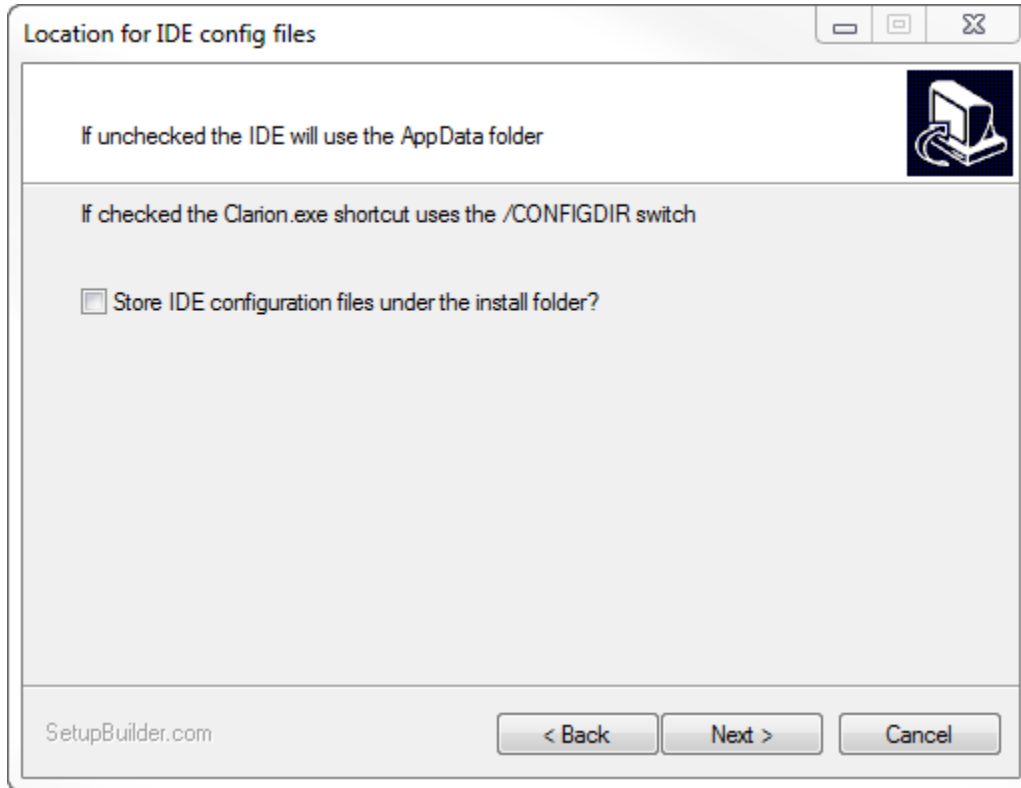 Location for IDE config files
If unchecked the IDE will use the AppData folder
If checked the Clarion.exe shortcut uses the /CONFIGDIR switch
Store IDE configuration files under the install folder?
SetupBuilder.com
< Back
Next >
Cancel